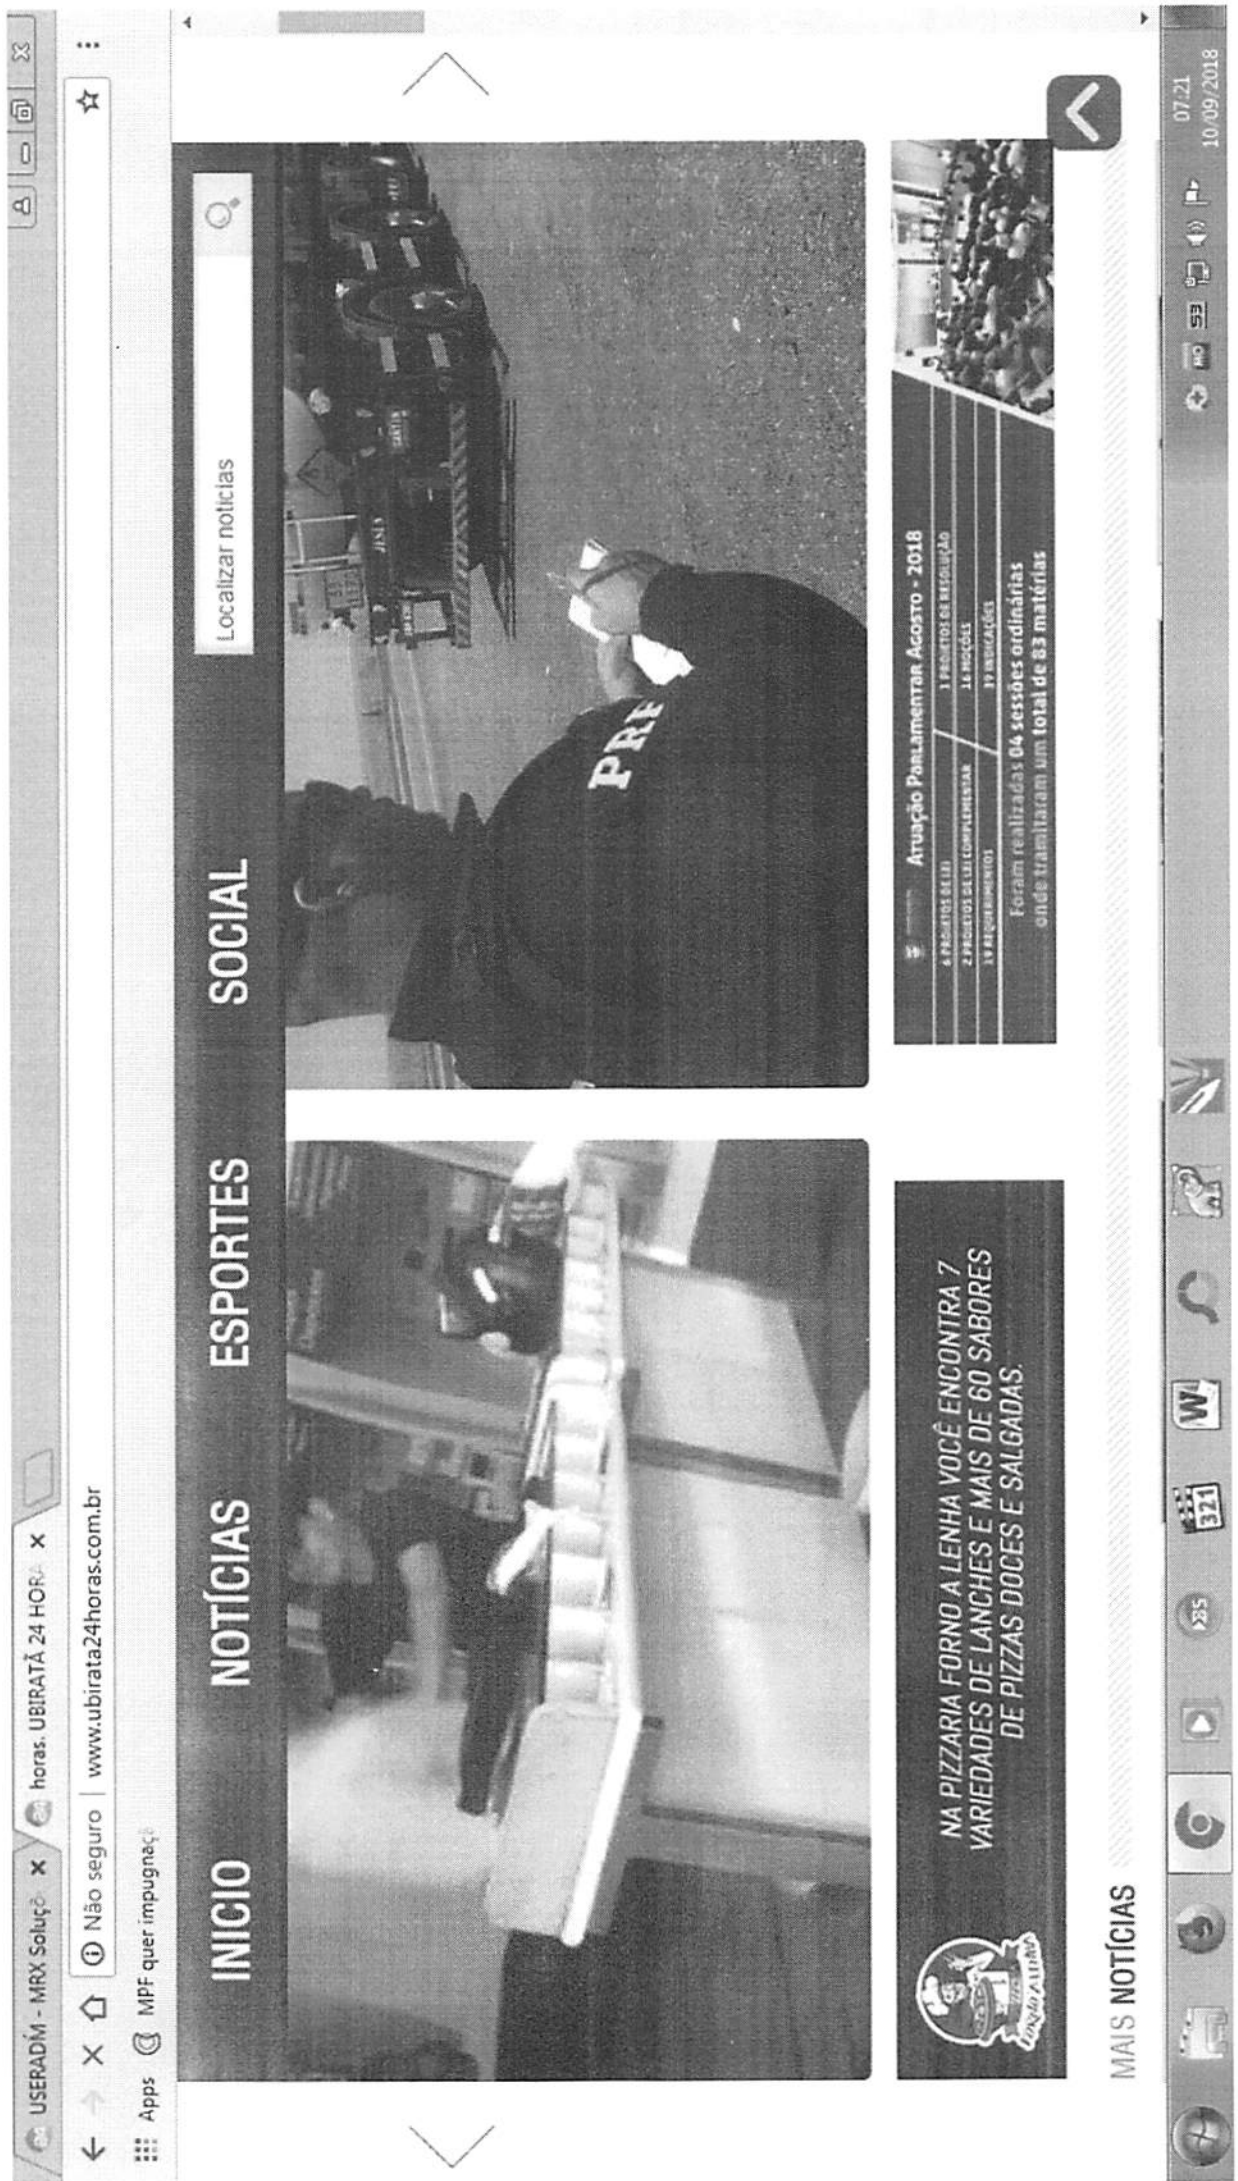 USERADM - MRX Soluçõ
horas. UBIRATÃ 24 HORA
Não seguro | www.ubirata24horas.com.br
Apps MPF quer impugnaçã
INICIO NOTÍCIAS ESPORTES SOCIAL
Localizar noticias
PRF
NA PIZZARIA FORNO A LENHA VOCÊ ENCONTRA 7
VARIEDADES DE LANCHES E MAIS DE 60 SABORES
DE PIZZAS DOCES E SALGADAS.
Atuação Parlamentar Agosto - 2018
6 PROJETOS DE LEI
1 PROJETOS DE RESOLUÇÃO
2 PROJETOS DE LEI COMPLEMENTAR
16 MOÇÕES
19 REQUERIMENTOS
39 INDICAÇÕES
Foram realizadas 04 sessões ordinárias
onde tramitaram um total de 83 matérias
MAIS NOTÍCIAS
321
W
MO
07:21
10/09/2018